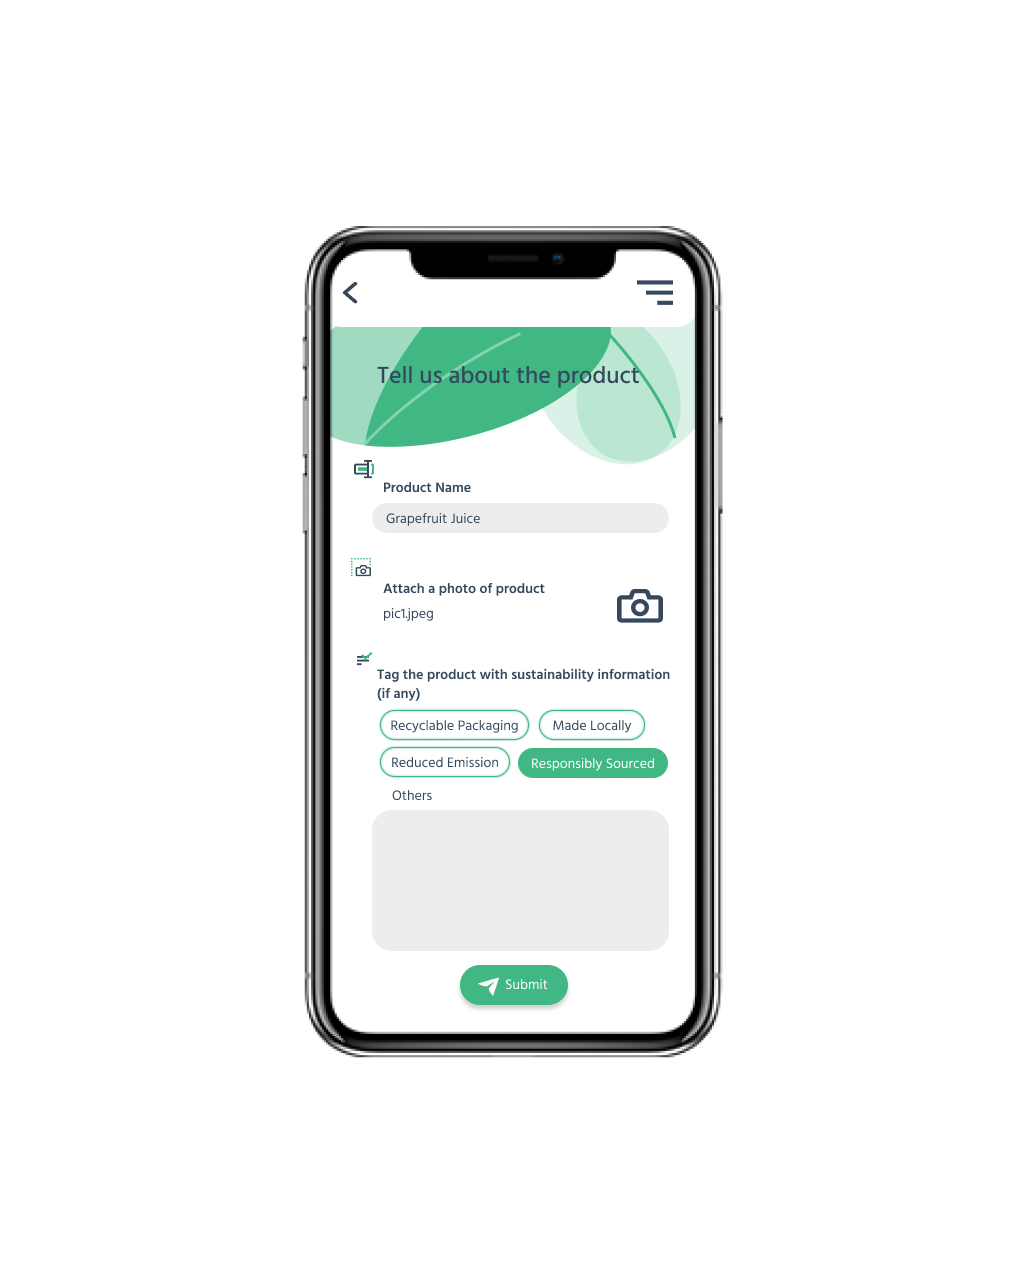 Tell us about the product
Product Name
Grapefruit Juice
Attach a photo of product
pic1.jpeg
Tag the product with sustainability information
(if any)
Recyclable Packaging
Made Locally
Reduced Emission
Responsibly Sourced
Others
Submit